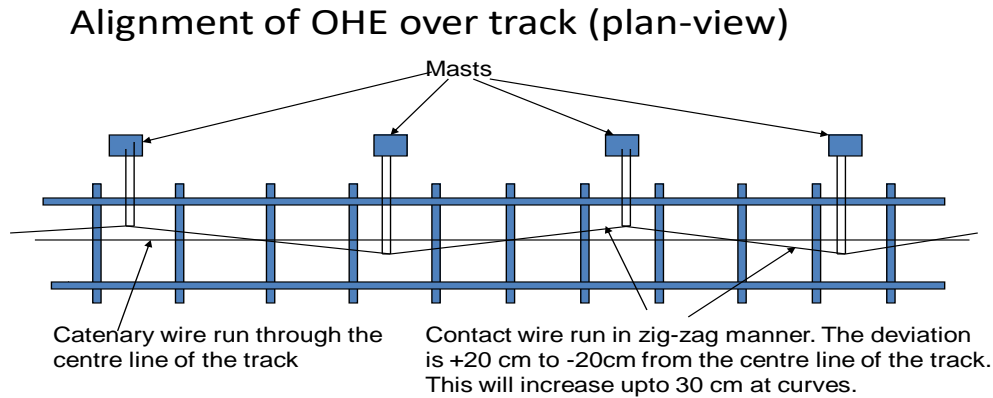 Alignment of OHE over track (plan-view)
Masts
Catenary wire run through the
centre line of the track
Contact wire run in zig-zag manner. The deviation
is +20 cm to -20cm from the centre line of the track.
This will increase upto 30 cm at curves.